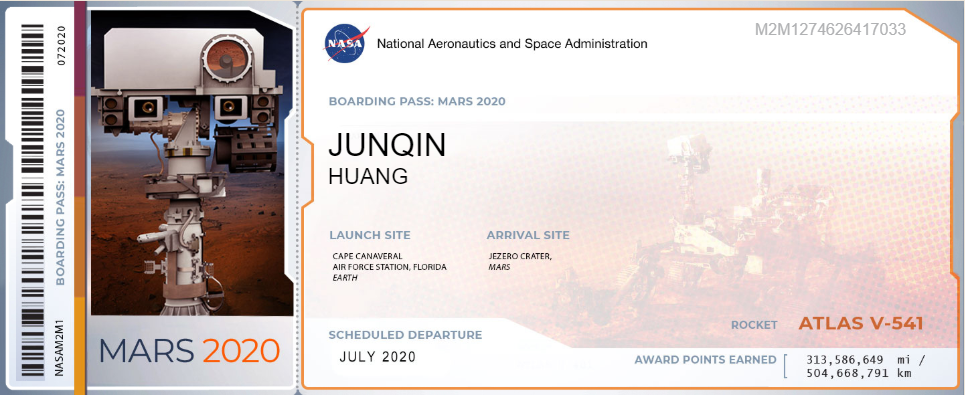 072020
BOARDING PASS: MARS 2020
NASAM2M1
MARS 2020
NASA
National Aeronautics and Space Administration
M2M1274626417033
BOARDING PASS: MARS 2020
JUNQIN
HUANG
LAUNCH SITE
CAPE CANAVERAL
AIR FORCE STATION, FLORIDA
EARTH
ARRIVAL SITE
JEZERO CRATER,
MARS
ROCKET ATLAS V-541
SCHEDULED DEPARTURE
JULY 2020
AWARD POINTS EARNED
313,586,649 mi /
504,668,791 km